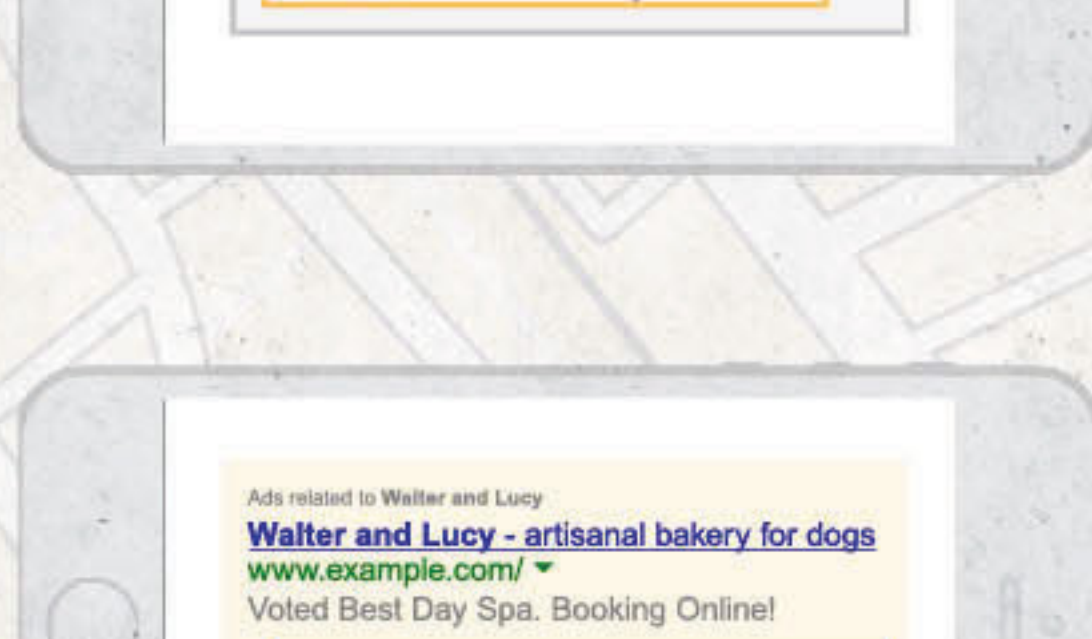 Ads related to Walter and Lucy
Walter and Lucy - artisanal bakery for dogs
www.example.com/
Voted Best Day Spa. Booking Online!